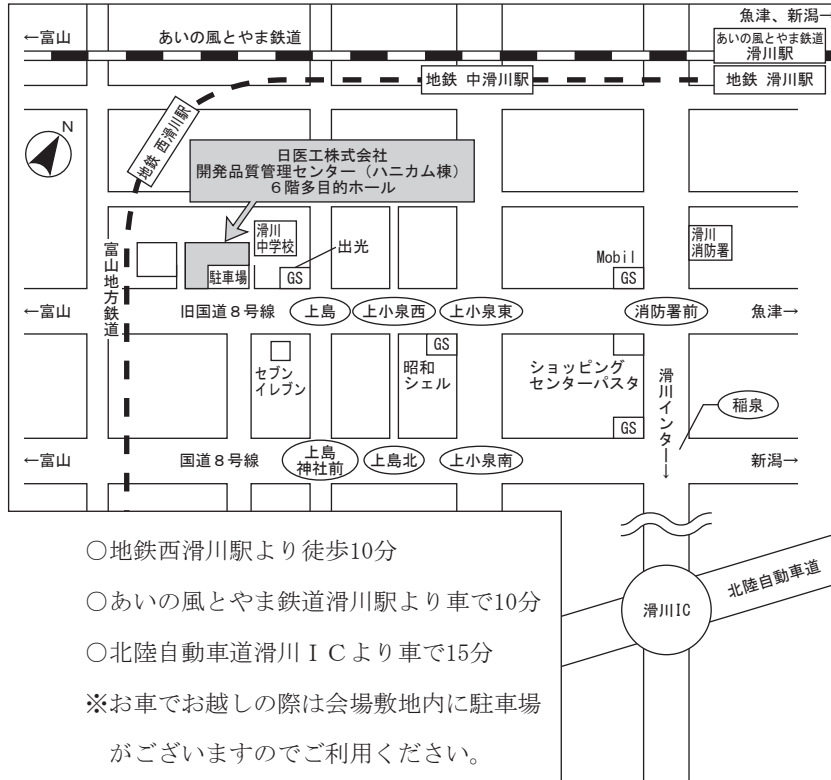 魚津、新潟→
←富山
あいの風とやま鉄道
あいの風とやま鉄道
滑川駅
地鉄 中滑川駅
地鉄 滑川駅
地鉄 西滑川駅
N
日医工株式会社
開発品質管理センター（ハニカム棟）
６階多目的ホール
富山地方鉄道
駐車場
滑川
中学校
GS
出光
Mobil
GS
滑川
消防署
←富山
旧国道８号線
上島
上小泉西
上小泉東
消防署前
魚津→
セブン
イレブン
GS
昭和
シェル
ショッピング
センターパスタ
GS
滑川インター→
稲泉
←富山
国道８号線
上島
神社前
上島北
上小泉南
新潟→
○地鉄西滑川駅より徒歩10分
○あいの風とやま鉄道滑川駅より車で10分
○北陸自動車道滑川ＩＣより車で15分
※お車でお越しの際は会場敷地内に駐車場
がございますのでご利用ください。
滑川IC
北陸自動車道